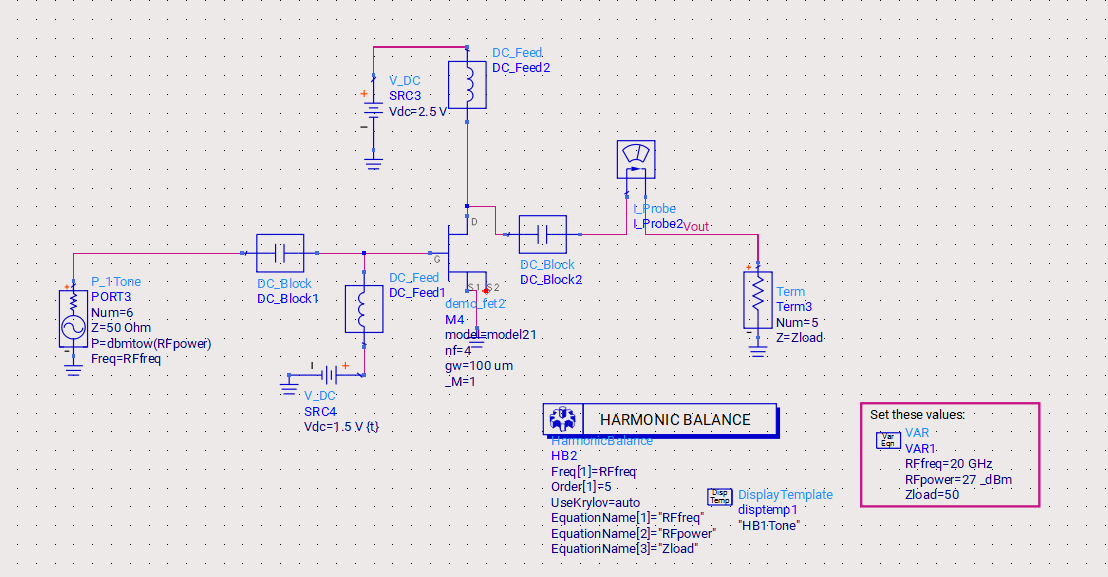 DC_Feed
DC_Feed2
V_DC
SRC3
Vdc=2.5 V
+
I_Probe
I_Probe2
Vout
D
G
S1
S2
DC_Block
DC_Block1
DC_Feed
DC_Feed1
DC_Block
DC_Block2
demo_fet2
M4
model=model21
nf=4
gw=100 um
_M=1
P_1Tone
PORT3
Num=6
Z=50 Ohm
P=dbmtow(RFpower)
Freq=RFfreq
Term
Term3
Num=5
Z=Zload
V_DC
SRC4
Vdc=1.5 V {t}
HARMONIC BALANCE
HarmonicBalance
HB2
Freq[1]=RFfreq
Order[1]=5
UseKrylov=auto
EquationName[1]="RFfreq"
EquationName[2]="RFpower"
EquationName[3]="Zload"
Disp
Temp
DisplayTemplate
disptemp1
"HB1Tone"
Set these values:
Var
Eqn
VAR
VAR1
RFfreq=20 GHz
RFpower=27 _dBm
Zload=50